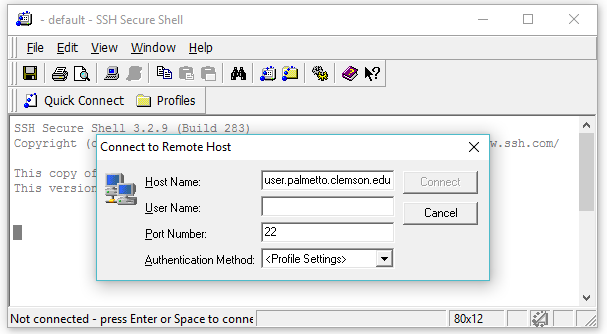 - default - SSH Secure Shell
File Edit View Window Help
Quick Connect Profiles
SSH Secure Shell 3.2.9 (Build 283)
Copyright (c
w.ssh.com/
This copy of
This version
Connect to Remote Host
Host Name: user.palmetto.clemson.edu Connect
User Name: Cancel
Port Number: 22
Authentication Method: <Profile Settings>
Not connected - press Enter or Space to conne 80x12